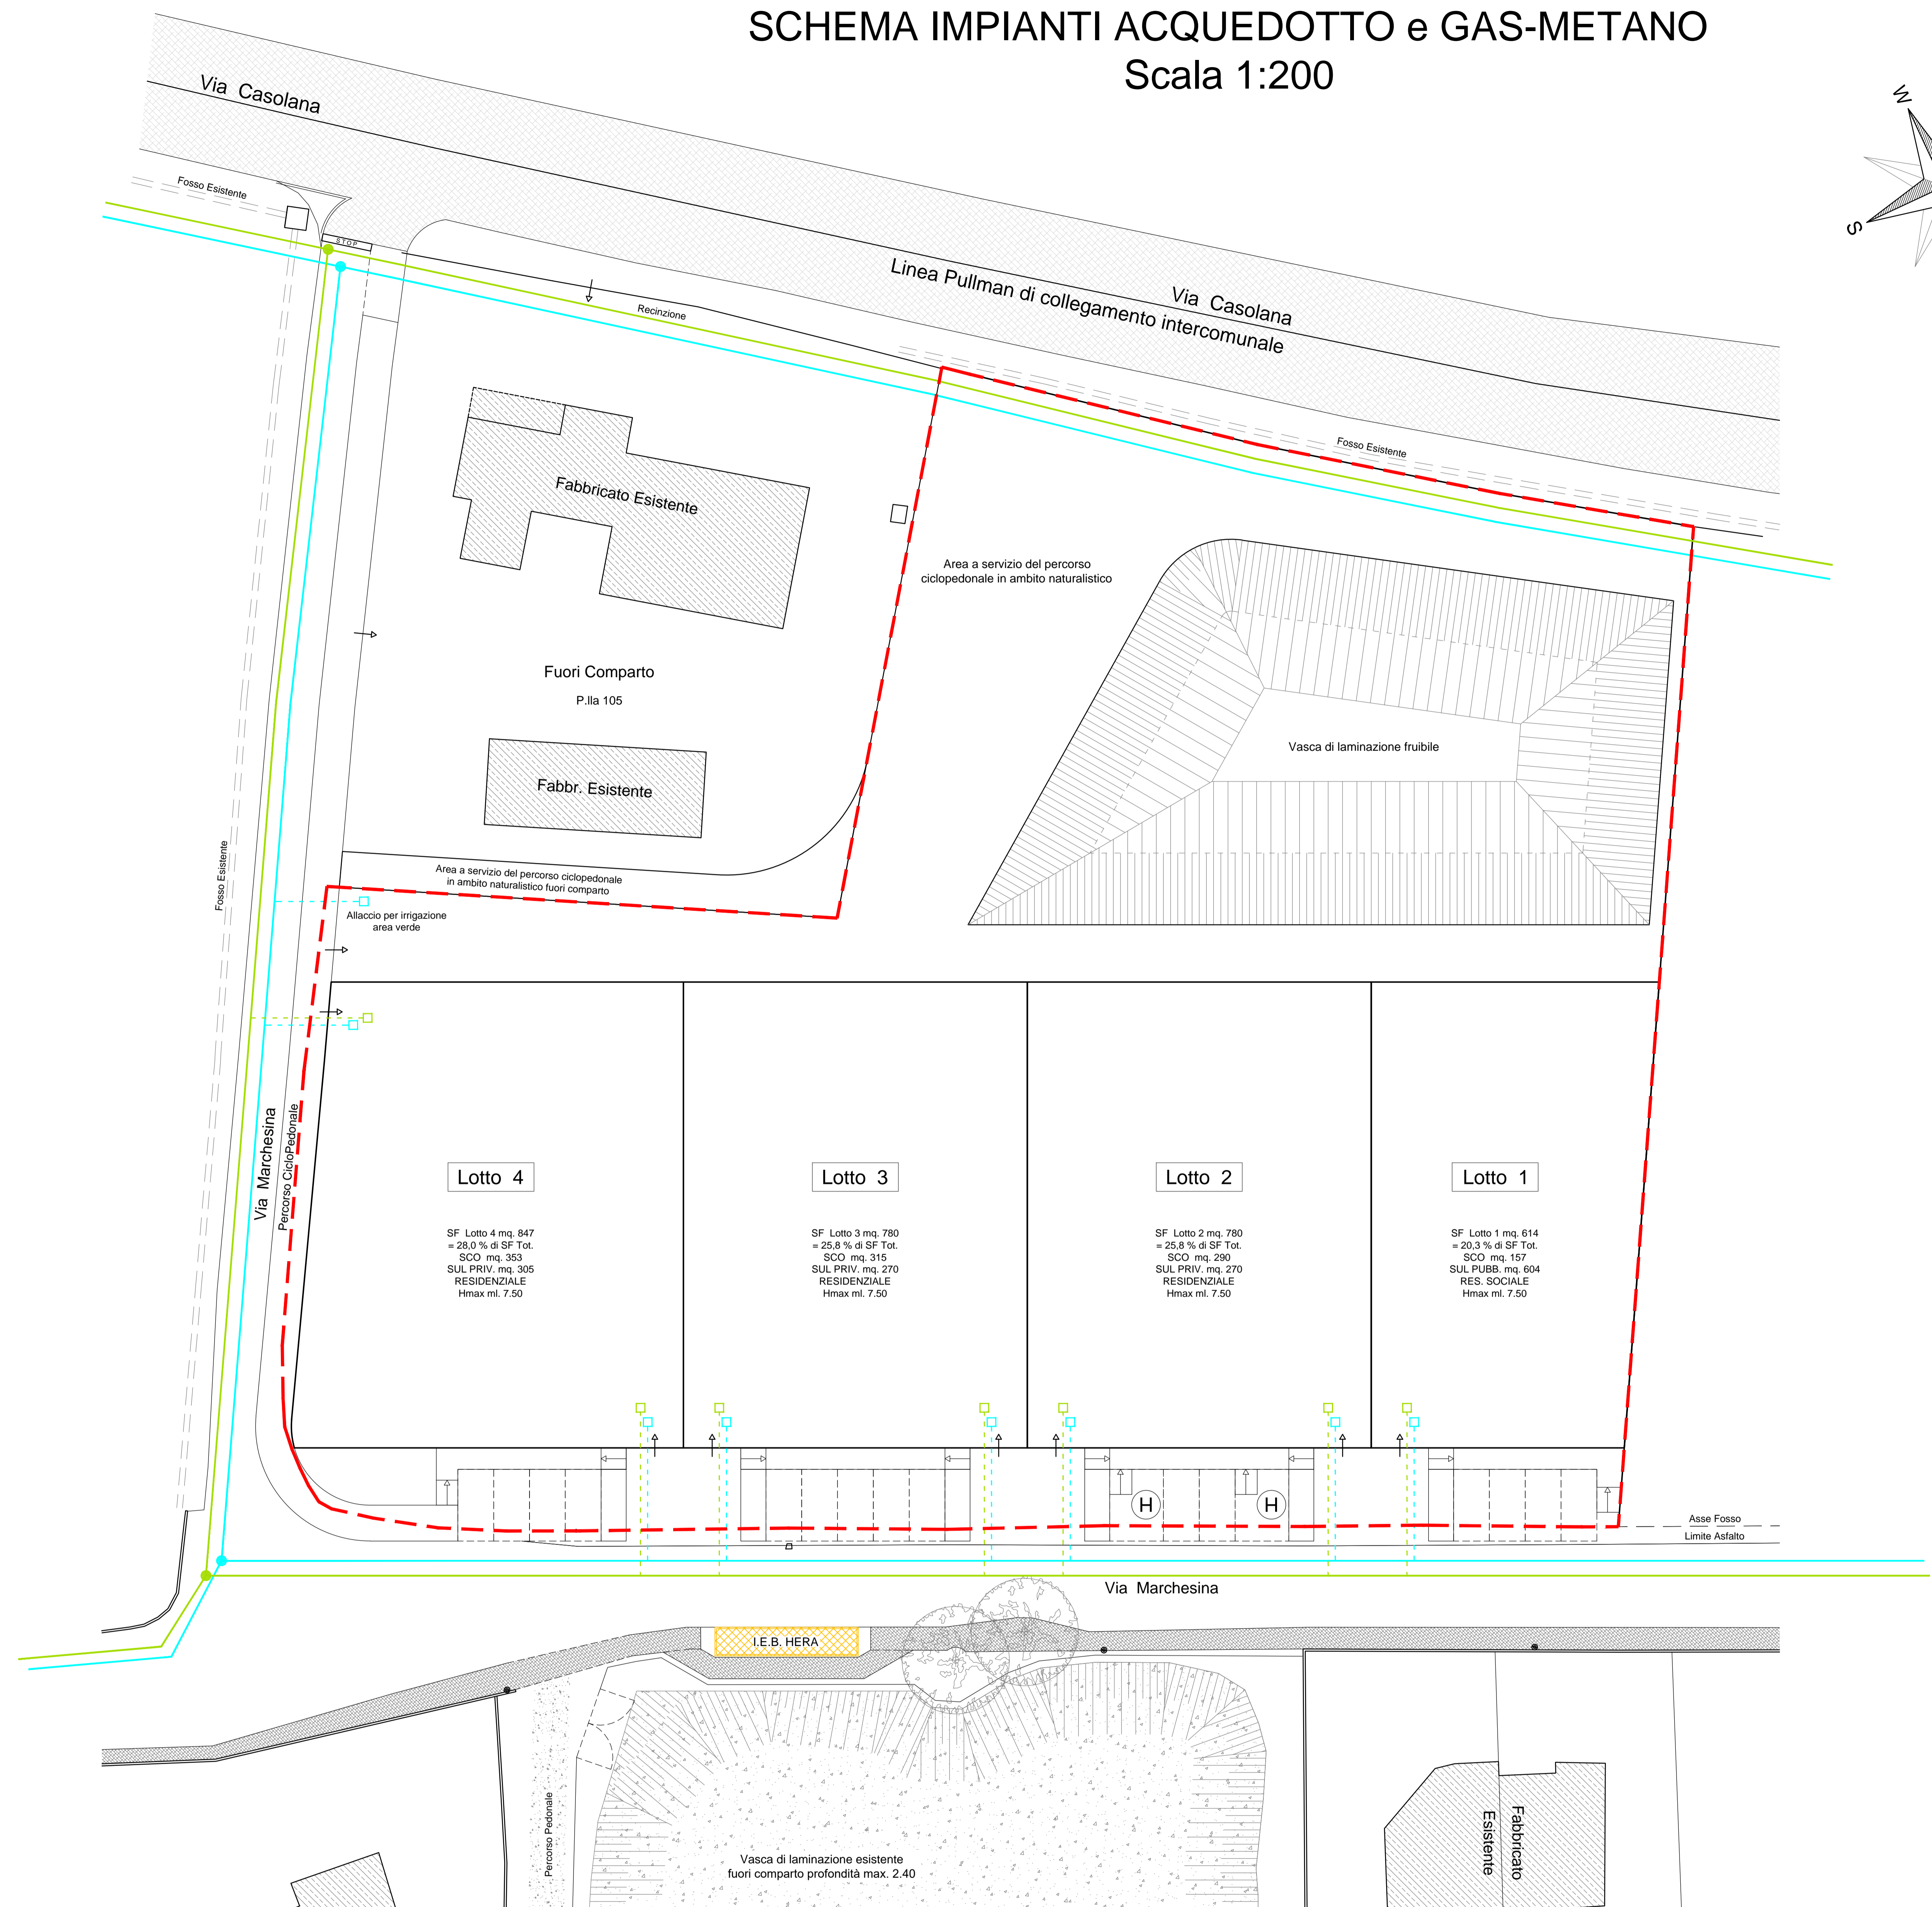 SCHEMA IMPIANTI ACQUEDOTTO e GAS-METANO
Scala 1:200
Via Casolana
W
S
Fosso Esistente
STOP
Linea Pullman di collegamento intercomunale
Via Casolana
Recinzione
Fosso Esistente
Fabbricato Esistente
Area a servizio del percorso
ciclopedonale in ambito naturalistico
Fuori Comparto
P.lla 105
Vasca di laminazione fruibile
Fabbr. Esistente
Fosso Esistente
Area a servizio del percorso ciclopedonale
in ambito naturalistico fuori comparto
Allaccio per irrigazione
area verde
Via Marchesina
Percorso CicloPedonale
Lotto 4
SF Lotto 4 mq. 847
= 28,0 % di SF Tot.
SCO mq. 353
SUL PRIV. mq. 305
RESIDENZIALE
Hmax ml. 7.50
Lotto 3
SF Lotto 3 mq. 780
= 25,8 % di SF Tot.
SCO mq. 315
SUL PRIV. mq. 270
RESIDENZIALE
Hmax ml. 7.50
Lotto 2
SF Lotto 2 mq. 780
= 25,8 % di SF Tot.
SCO mq. 290
SUL PRIV. mq. 270
RESIDENZIALE
Hmax ml. 7.50
Lotto 1
SF Lotto 1 mq. 614
= 20,3 % di SF Tot.
SCO mq. 157
SUL PUBB. mq. 604
RES. SOCIALE
Hmax ml. 7.50
H
H
Asse Fosso
Limite Asfalto
Via Marchesina
I.E.B. HERA
Percorso Pedonale
Vasca di laminazione esistente
fuori comparto profondità max. 2.40
Fabbricato
Esistente